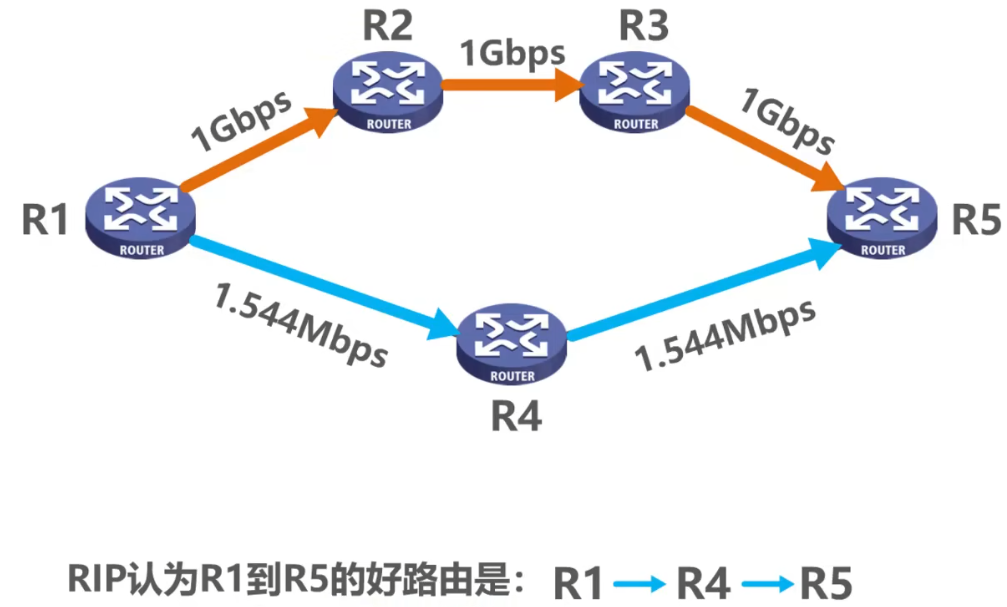 R2
R3
1Gbps
1Gbps
1Gbps
ROUTER
ROUTER
R1
R5
ROUTER
ROUTER
1.544Mbps
1.544Mbps
ROUTER
R4
RIP认为R1到R5的好路由是： R1 → R4 → R5